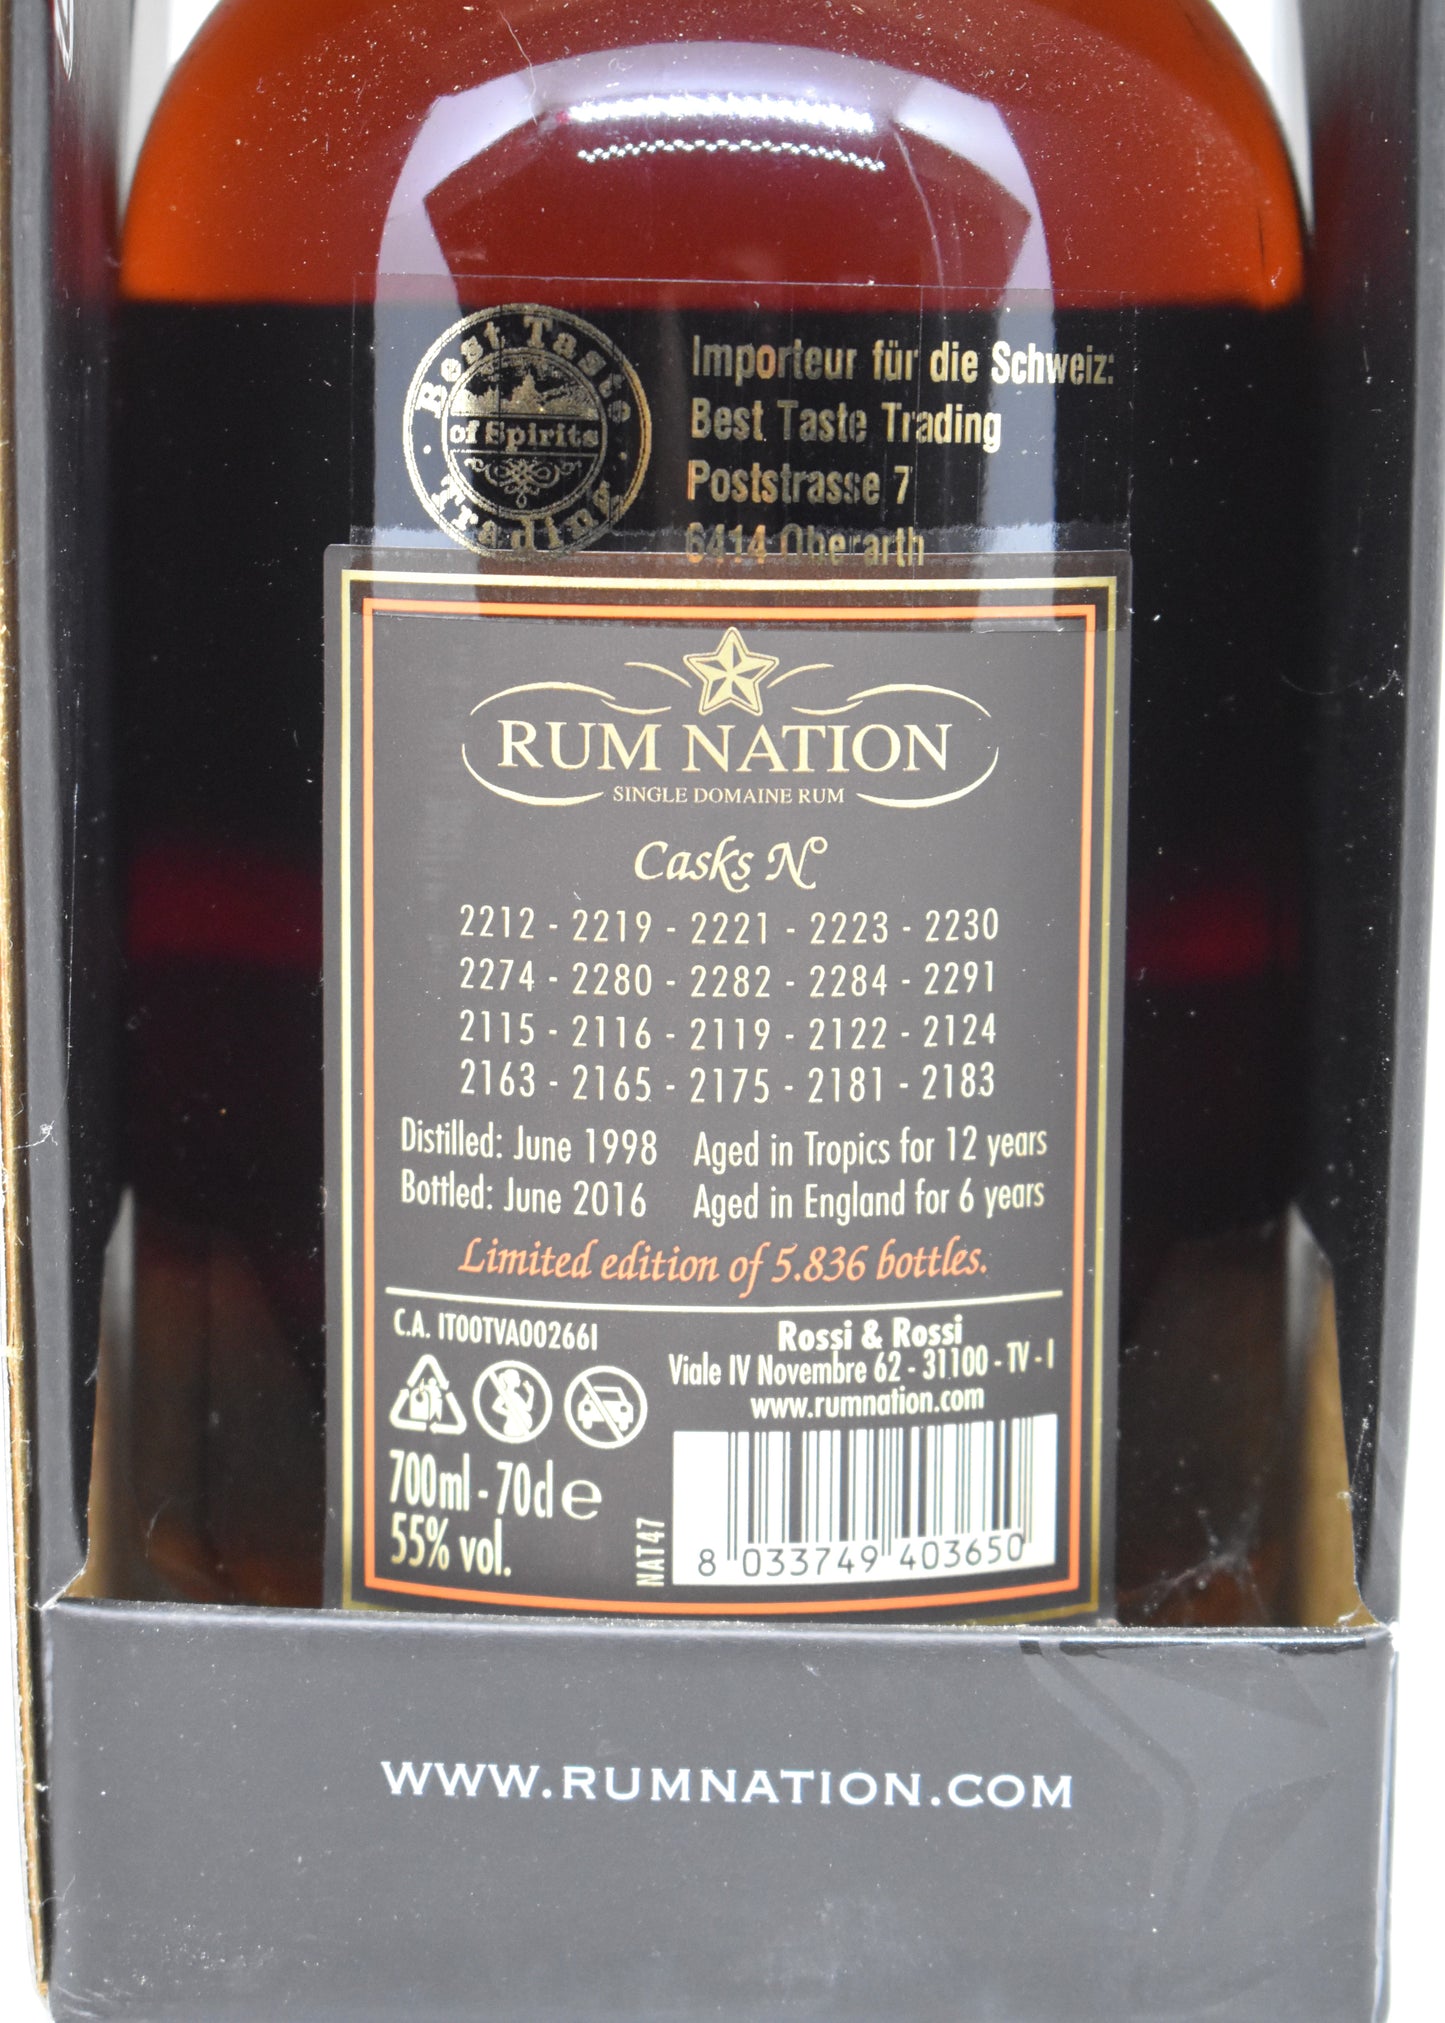 Best Taste
of Spirits
Trading
Importeur für die Schweiz:
Best Taste Trading
Poststrasse 7
6414 Oberarth
RUM NATION
SINGLE DOMAINE RUM
Casks N°
2212 - 2219 - 2221 - 2223 - 2230
2274 - 2280 - 2282 - 2284 - 2291
2115 - 2116 - 2119 - 2122 - 2124
2163 - 2165 - 2175 - 2181 - 2183
Distilled: June 1998 Aged in Tropics for 12 years
Bottled: June 2016 Aged in England for 6 years
Limited edition of 5.836 bottles.
C.A. IT00TVA00266I
Rossi & Rossi
Viale IV Novembre 62 - 31100 - TV - I
www.rumnation.com
700ml - 70cl e
55% vol.
NAT47
8 033749 403650
WWW.RUMNATION.COM